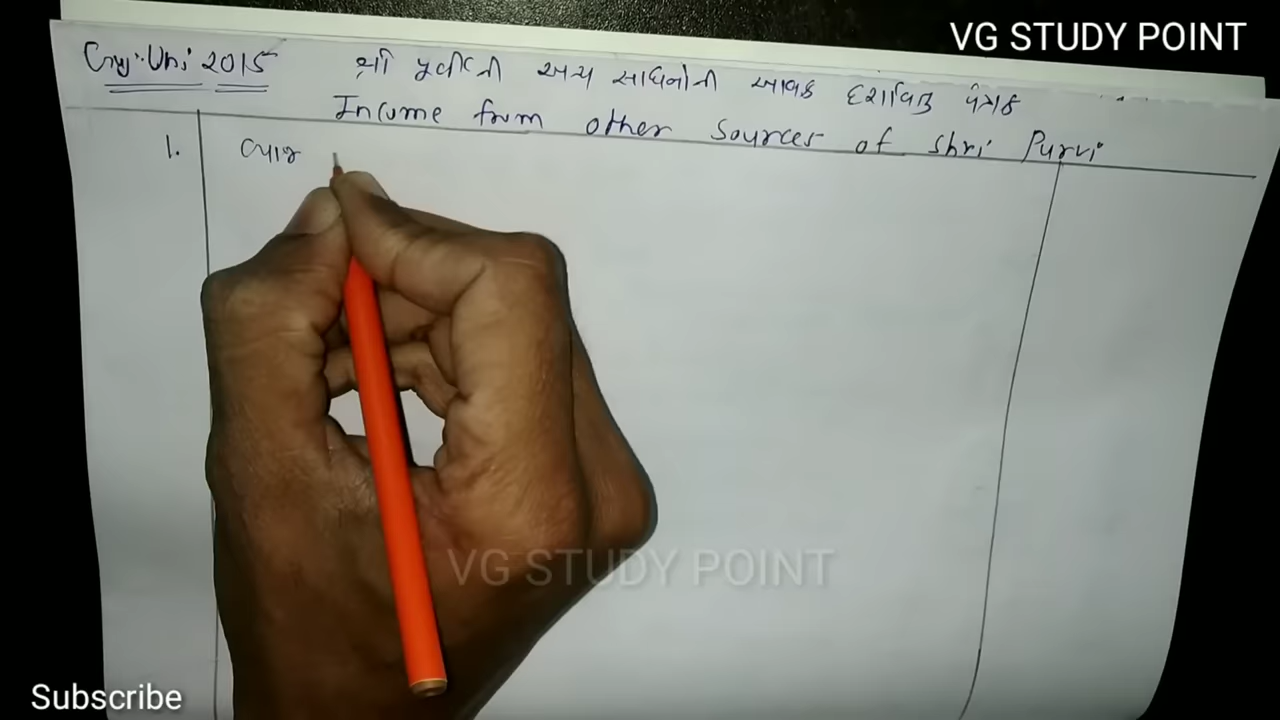 VG STUDY POINT
Guj. Uni 2015
શ્રી પૂર્વીની અન્ય સાધનોની આવક દર્શાવતું પત્રક
Income from other Sources of Shri Purvi
1. વ્યાજ
VG STUDY POINT
Subscribe